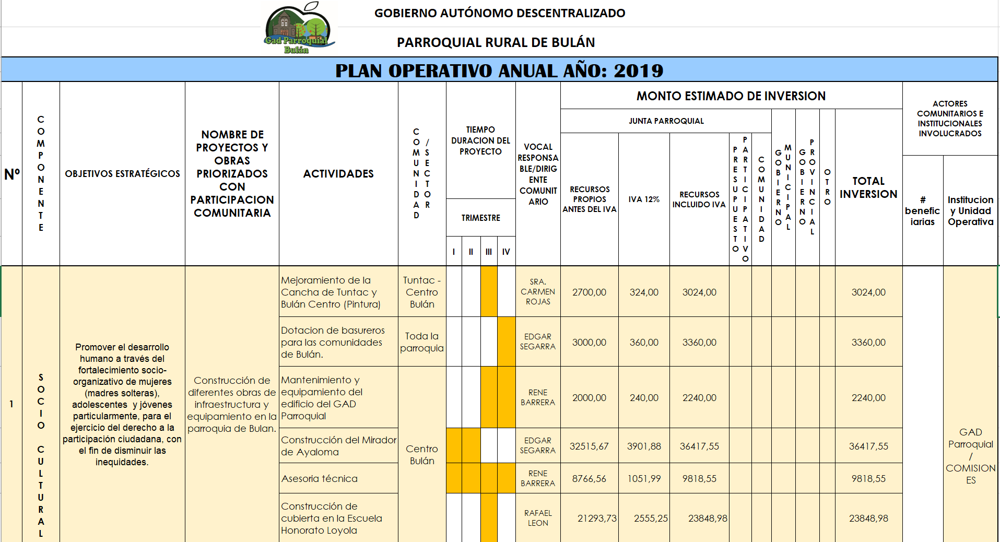 GOBIERNO AUTÓNOMO DESCENTRALIZADO
Gad Parroquial
Bulán
PARROQUIAL RURAL DE BULÁN
PLAN OPERATIVO ANUAL AÑO: 2019
Nº
COMPONENTE
OBJETIVOS ESTRATÉGICOS
NOMBRE DE
PROYECTOS Y
OBRAS
PRIORIZADOS
CON
PARTICIPACION
COMUNITARIA
ACTIVIDADES
COMUNIDAD
/SECTOR
TIEMPO
DURACION DEL
PROYECTO
TRIMESTRE
I II III IV
VOCAL
RESPONSA
BLE/DIRIG
ENTE
COMUNIT
ARIO
MONTO ESTIMADO DE INVERSION
JUNTA PARROQUIAL
RECURSOS
PROPIOS
ANTES DEL IVA
IVA 12%
RECURSOS
INCLUIDO IVA
PRESUPUESTO
PARTICIPATIVO
COMUNIDAD
GOBIERNO
MUNICIPAL
GOBIERNO
PROVINCIAL
OTRO
TOTAL
INVERSION
ACTORES
COMUNITARIOS E
INSTITUCIONALES
INVOLUCRADOS
#
benefic
iarias
Institucion
y Unidad
Operativa
1
SOCIO CULTURAL
Promover el desarrollo
humano a través del
fortalecimiento socio-
organizativo de mujeres
(madres solteras),
adolescentes y jóvenes
particularmente, para el
ejercicio del derecho a la
participación ciudadana, con
el fin de disminuir las
inequidades.
Construcción de
diferentes obras de
infraestructura y
equipamiento en la
parroquia de Bulan.
Mejoramiento de la
Cancha de Tuntac y
Bulán Centro (Pintura)
Tuntac -
Centro
Bulán
SRA.
CARMEN
ROJAS
2700,00 324,00 3024,00 3024,00
Dotacion de basureros
para las comunidades
de Bulán.
Toda la
parroquia
EDGAR
SEGARRA
3000,00 360,00 3360,00 3360,00
Mantenimiento y
equipamiento del
edificio del GAD
Parroquial
RENE
BARRERA
2000,00 240,00 2240,00 2240,00
Construcción del Mirador
de Ayaloma
Centro
Bulán
EDGAR
SEGARRA
32515,67 3901,88 36417,55 36417,55
Asesoria técnica
RENE
BARRERA
8766,56 1051,99 9818,55 9818,55
Construcción de
cubierta en la Escuela
Honorato Loyola
RAFAEL
LEON
21293,73 2555,25 23848,98 23848,98
GAD
Parroquial
/
COMISION
ES